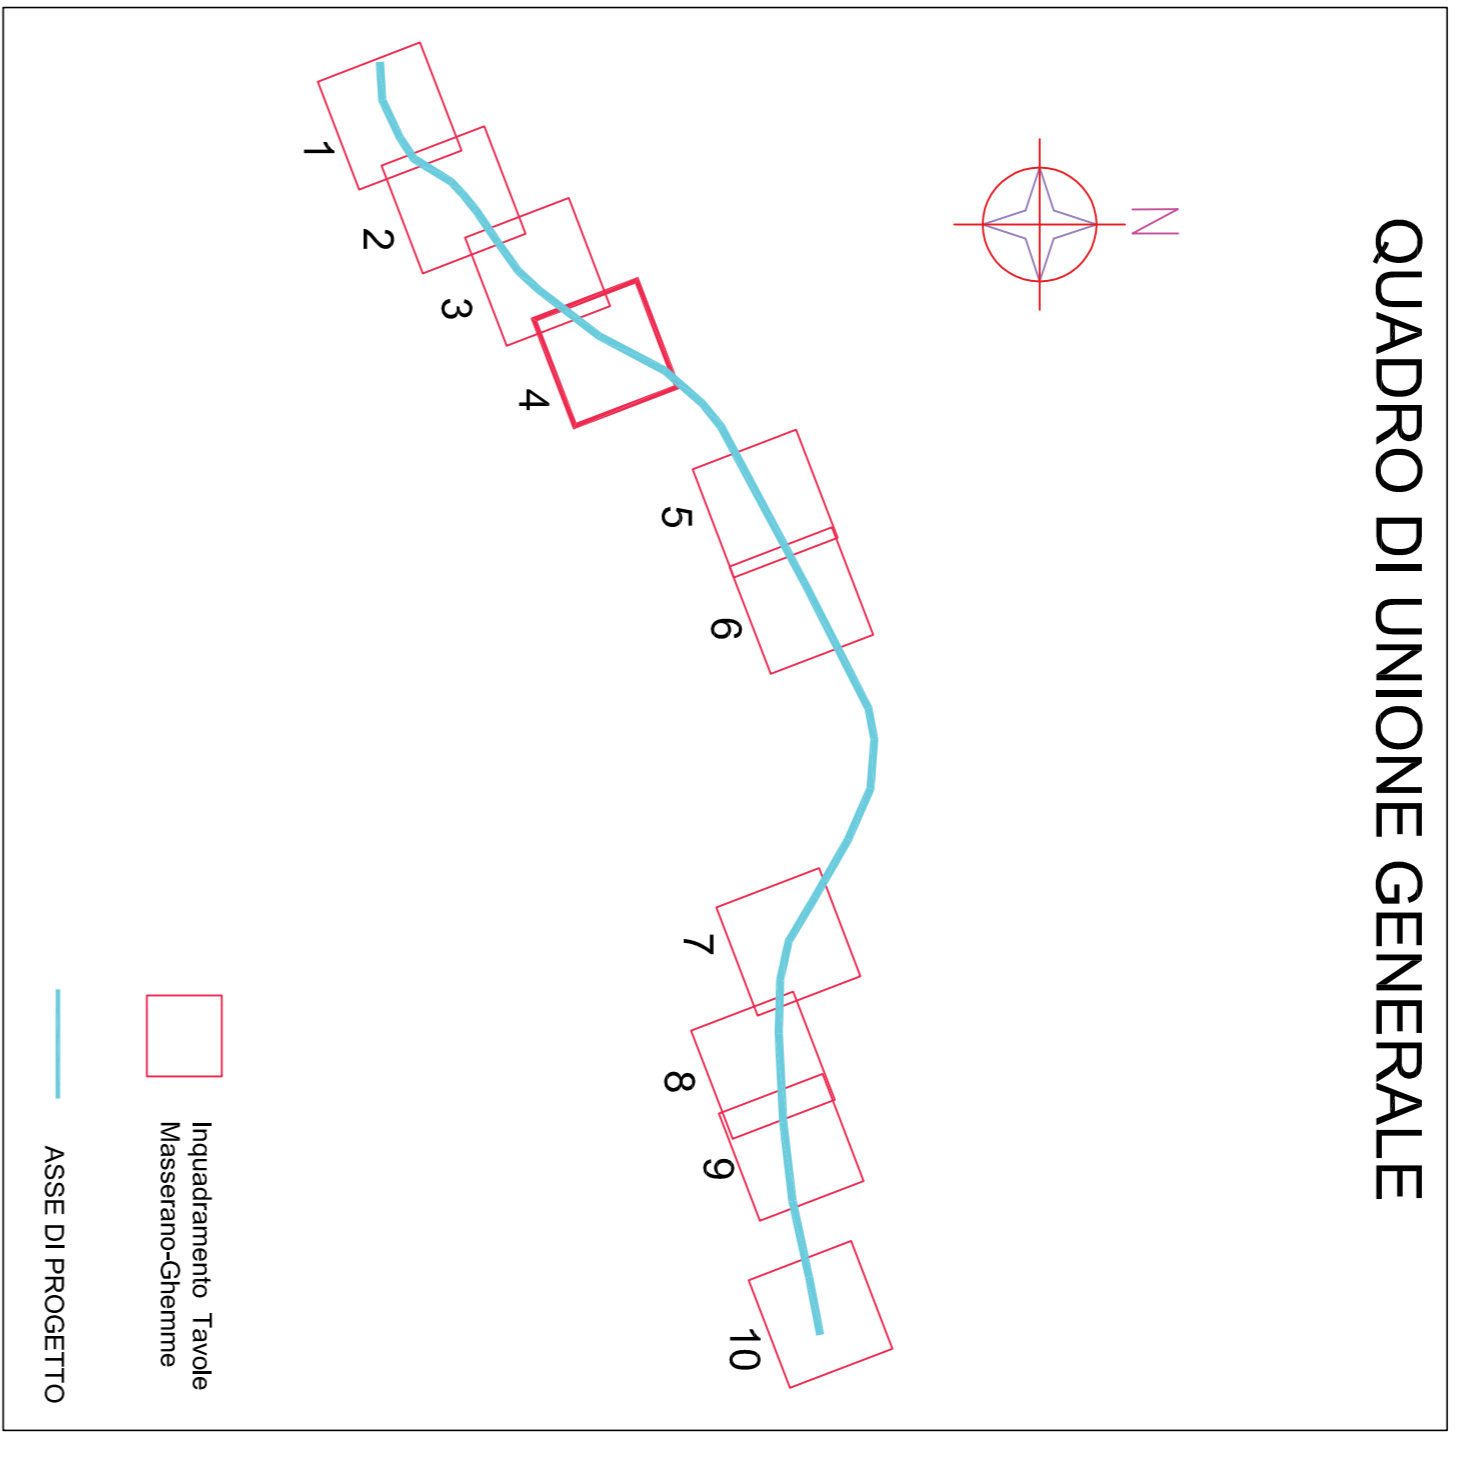 QUADRO DI UNIONE GENERALE
N
1
2
3
4
5
6
7
8
9
10
Inquadramento Tavole
Masserano-Ghemme
ASSE DI PROGETTO